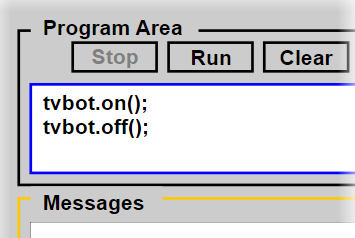 Program Area
Stop Run Clear
tvbot.on();
tvbot.off();
Messages